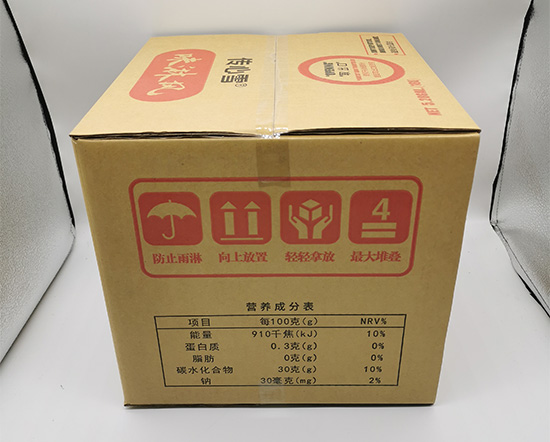 优心雪
4
防止雨淋 向上放置 轻轻拿放 最大堆叠
营养成分表
项目 每100克(g) NRV%
能量 910千焦(kJ) 10%
蛋白质 0.3克(g) 0%
脂肪 0克(g) 0%
碳水化合物 30克(g) 10%
钠 30毫克(mg) 2%